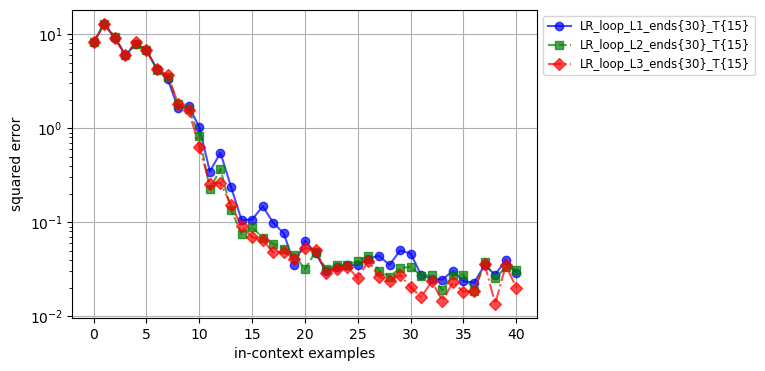 LR_loop_L1_ends{30}_T{15}
LR_loop_L2_ends{30}_T{15}
LR_loop_L3_ends{30}_T{15}
squared error
10¹
10⁰
10⁻¹
10⁻²
0 5 10 15 20 25 30 35 40
in-context examples